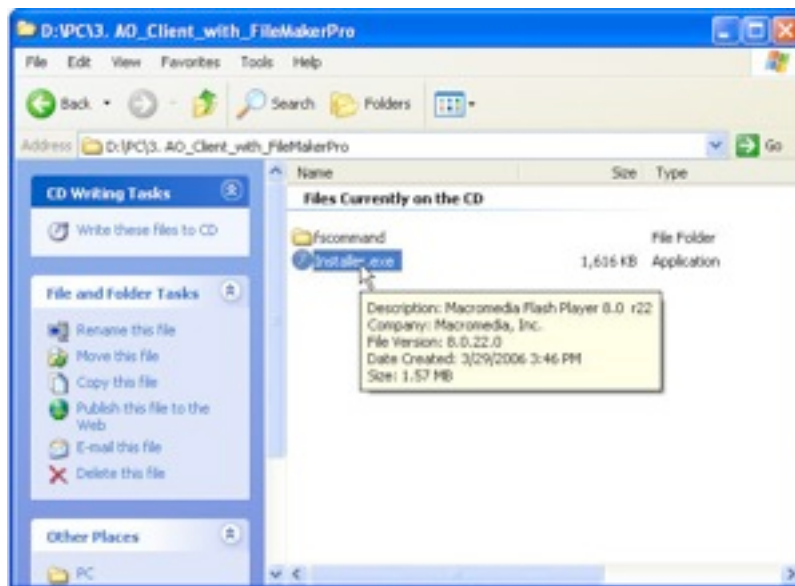 D:\PC\3. AO_Client_with_FileMakerPro
File Edit View Favorites Tools Help
Back Search Folders
Address D:\PC\3. AO_Client_with_FileMakerPro Go
Name Size Type
CD Writing Tasks
Files Currently on the CD
Write these files to CD
fscommand File Folder
Installer.exe 1,616 KB Application
File and Folder Tasks
Description: Macromedia Flash Player 8.0 r22
Company: Macromedia, Inc.
File Version: 8.0.22.0
Date Created: 3/29/2006 3:46 PM
Size: 1.57 MB
Rename this file
Move this file
Copy this file
Publish this file to the
Web
E-mail this file
Delete this file
Other Places
PC